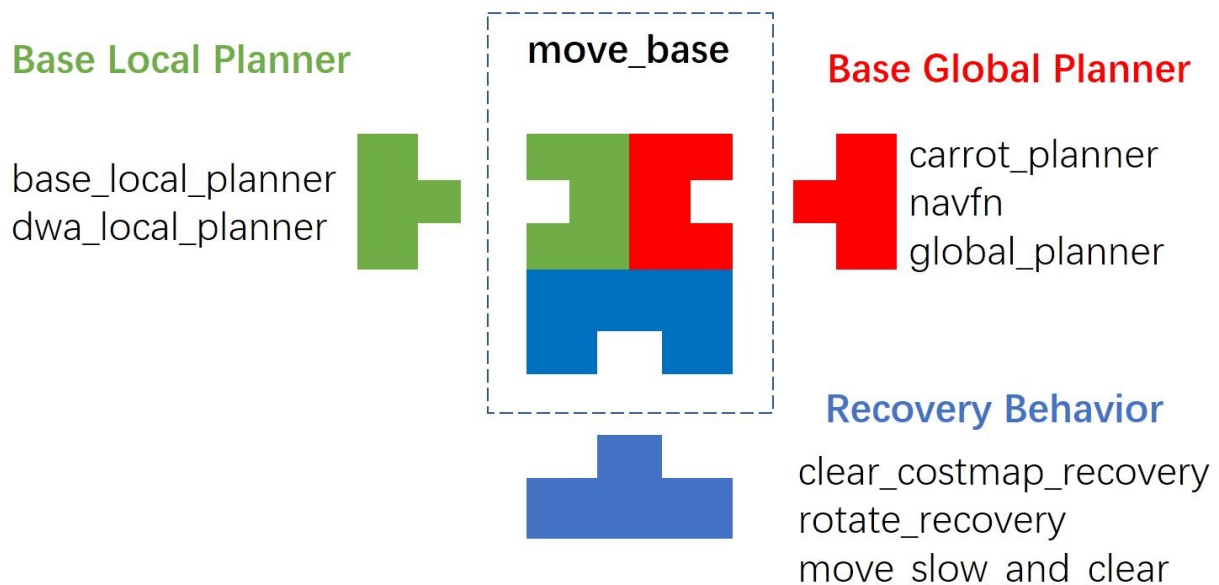 move_base
Base Local Planner
base_local_planner
dwa_local_planner
Base Global Planner
carrot_planner
navfn
global_planner
Recovery Behavior
clear_costmap_recovery
rotate_recovery
move_slow_and_clear